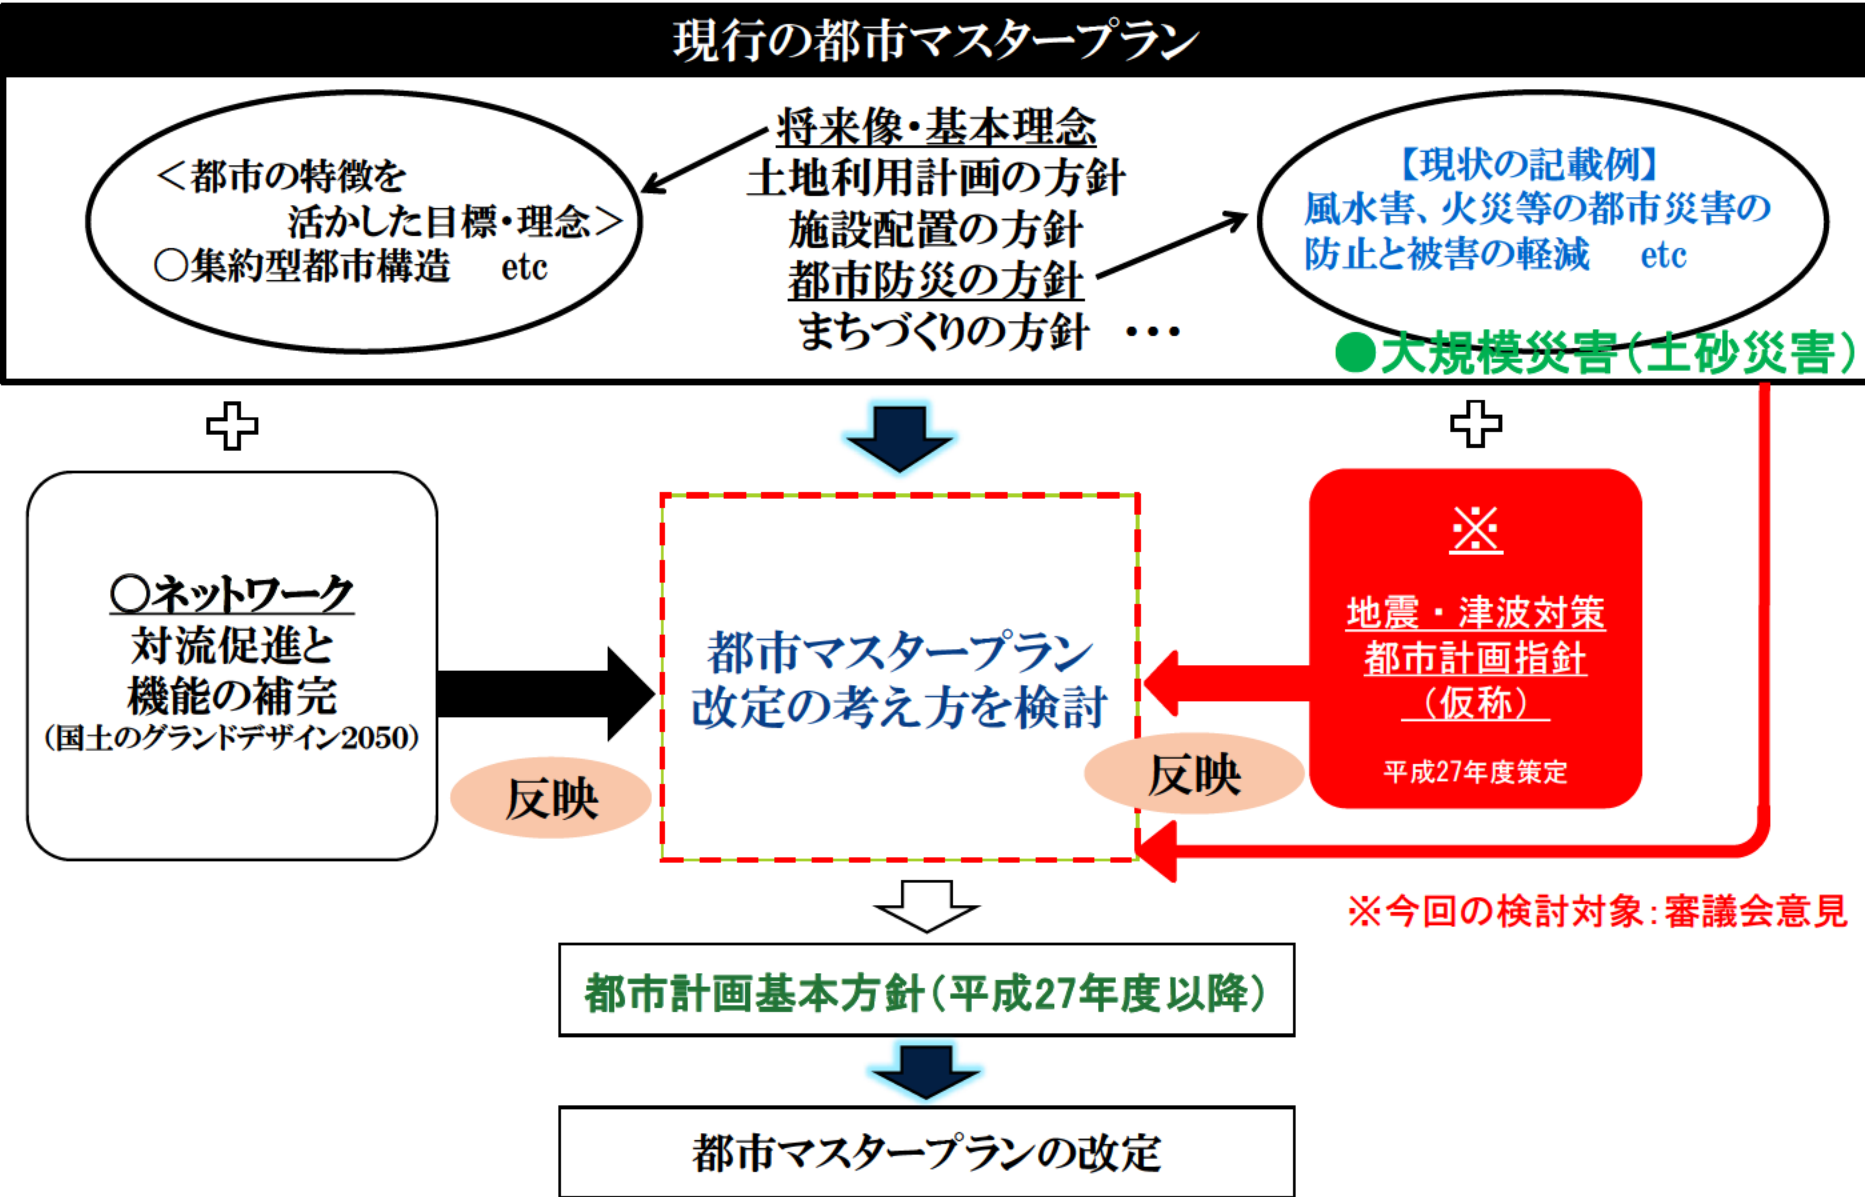 現行の都市マスタープラン
＜都市の特徴を
活かした目標・理念＞
〇集約型都市構造　etc
将来像・基本理念
土地利用計画の方針
施設配置の方針
都市防災の方針
まちづくりの方針　・・・
【現状の記載例】
風水害、火災等の都市災害の
防止と被害の軽減　etc
●大規模災害（土砂災害）
〇ネットワーク
対流促進と
機能の補完
（国土のグランドデザイン2050）
反映
都市マスタープラン
改定の考え方を検討
反映
※
地震・津波対策
都市計画指針
（仮称）
平成27年度策定
※今回の検討対象：審議会意見
都市計画基本方針（平成27年度以降）
都市マスタープランの改定